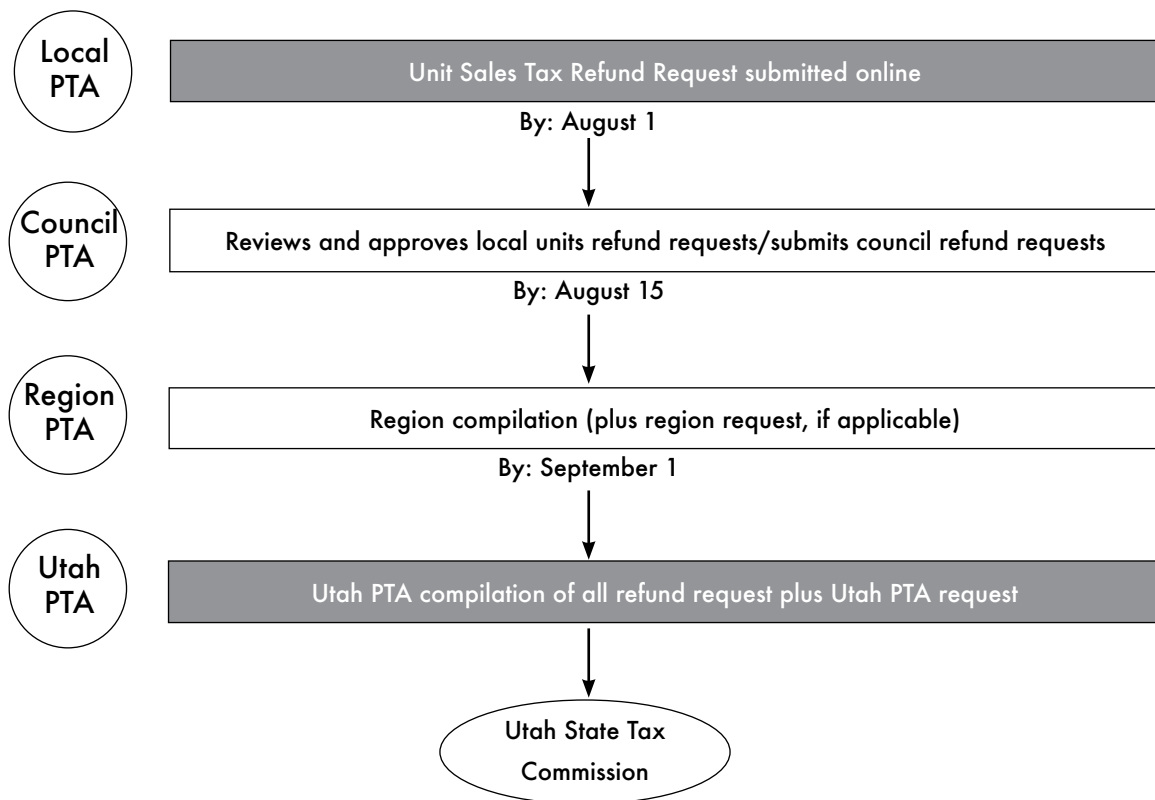 Local
PTA
Unit Sales Tax Refund Request submitted online
By: August 1
Council
PTA
Reviews and approves local units refund requests/submits council refund requests
By: August 15
Region
PTA
Region compilation (plus region request, if applicable)
By: September 1
Utah
PTA
Utah PTA compilation of all refund request plus Utah PTA request
Utah State Tax
Commission